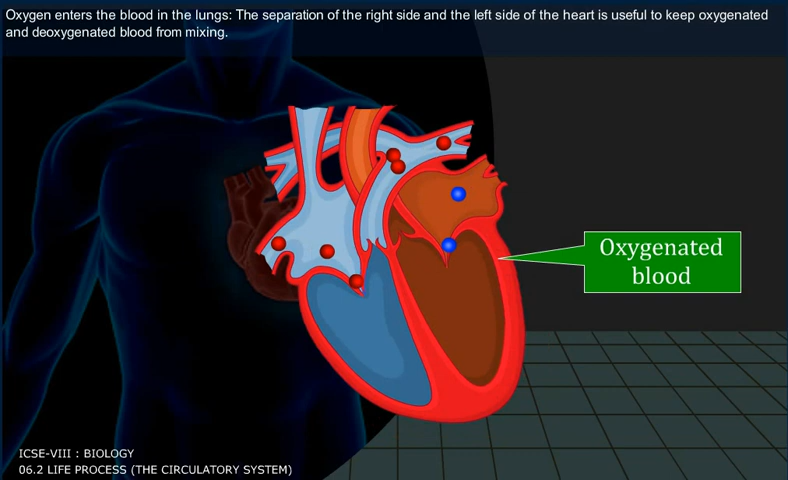 Oxygen enters the blood in the lungs: The separation of the right side and the left side of the heart is useful to keep oxygenated
and deoxygenated blood from mixing.
Oxygenated
blood
ICSE-VIII : BIOLOGY
06.2 LIFE PROCESS (THE CIRCULATORY SYSTEM)